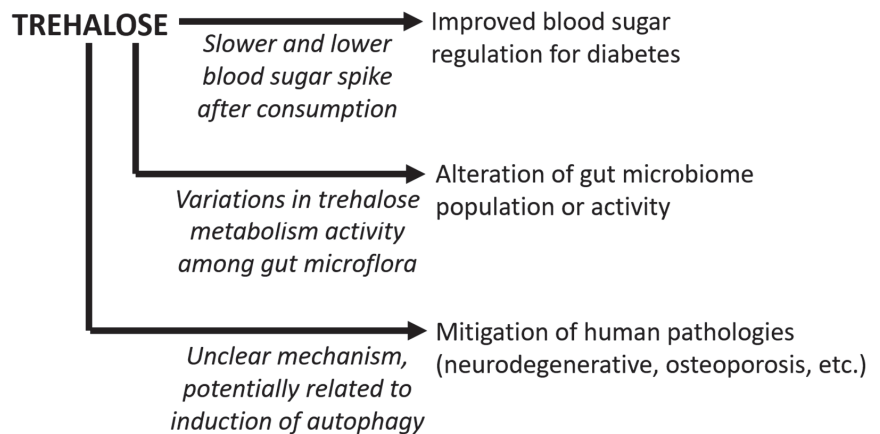 TREHALOSE
Slower and lower
blood sugar spike
after consumption
Improved blood sugar
regulation for diabetes
Variations in trehalose
metabolism activity
among gut microflora
Alteration of gut microbiome
population or activity
Unclear mechanism,
potentially related to
induction of autophagy
Mitigation of human pathologies
(neurodegenerative, osteoporosis, etc.)